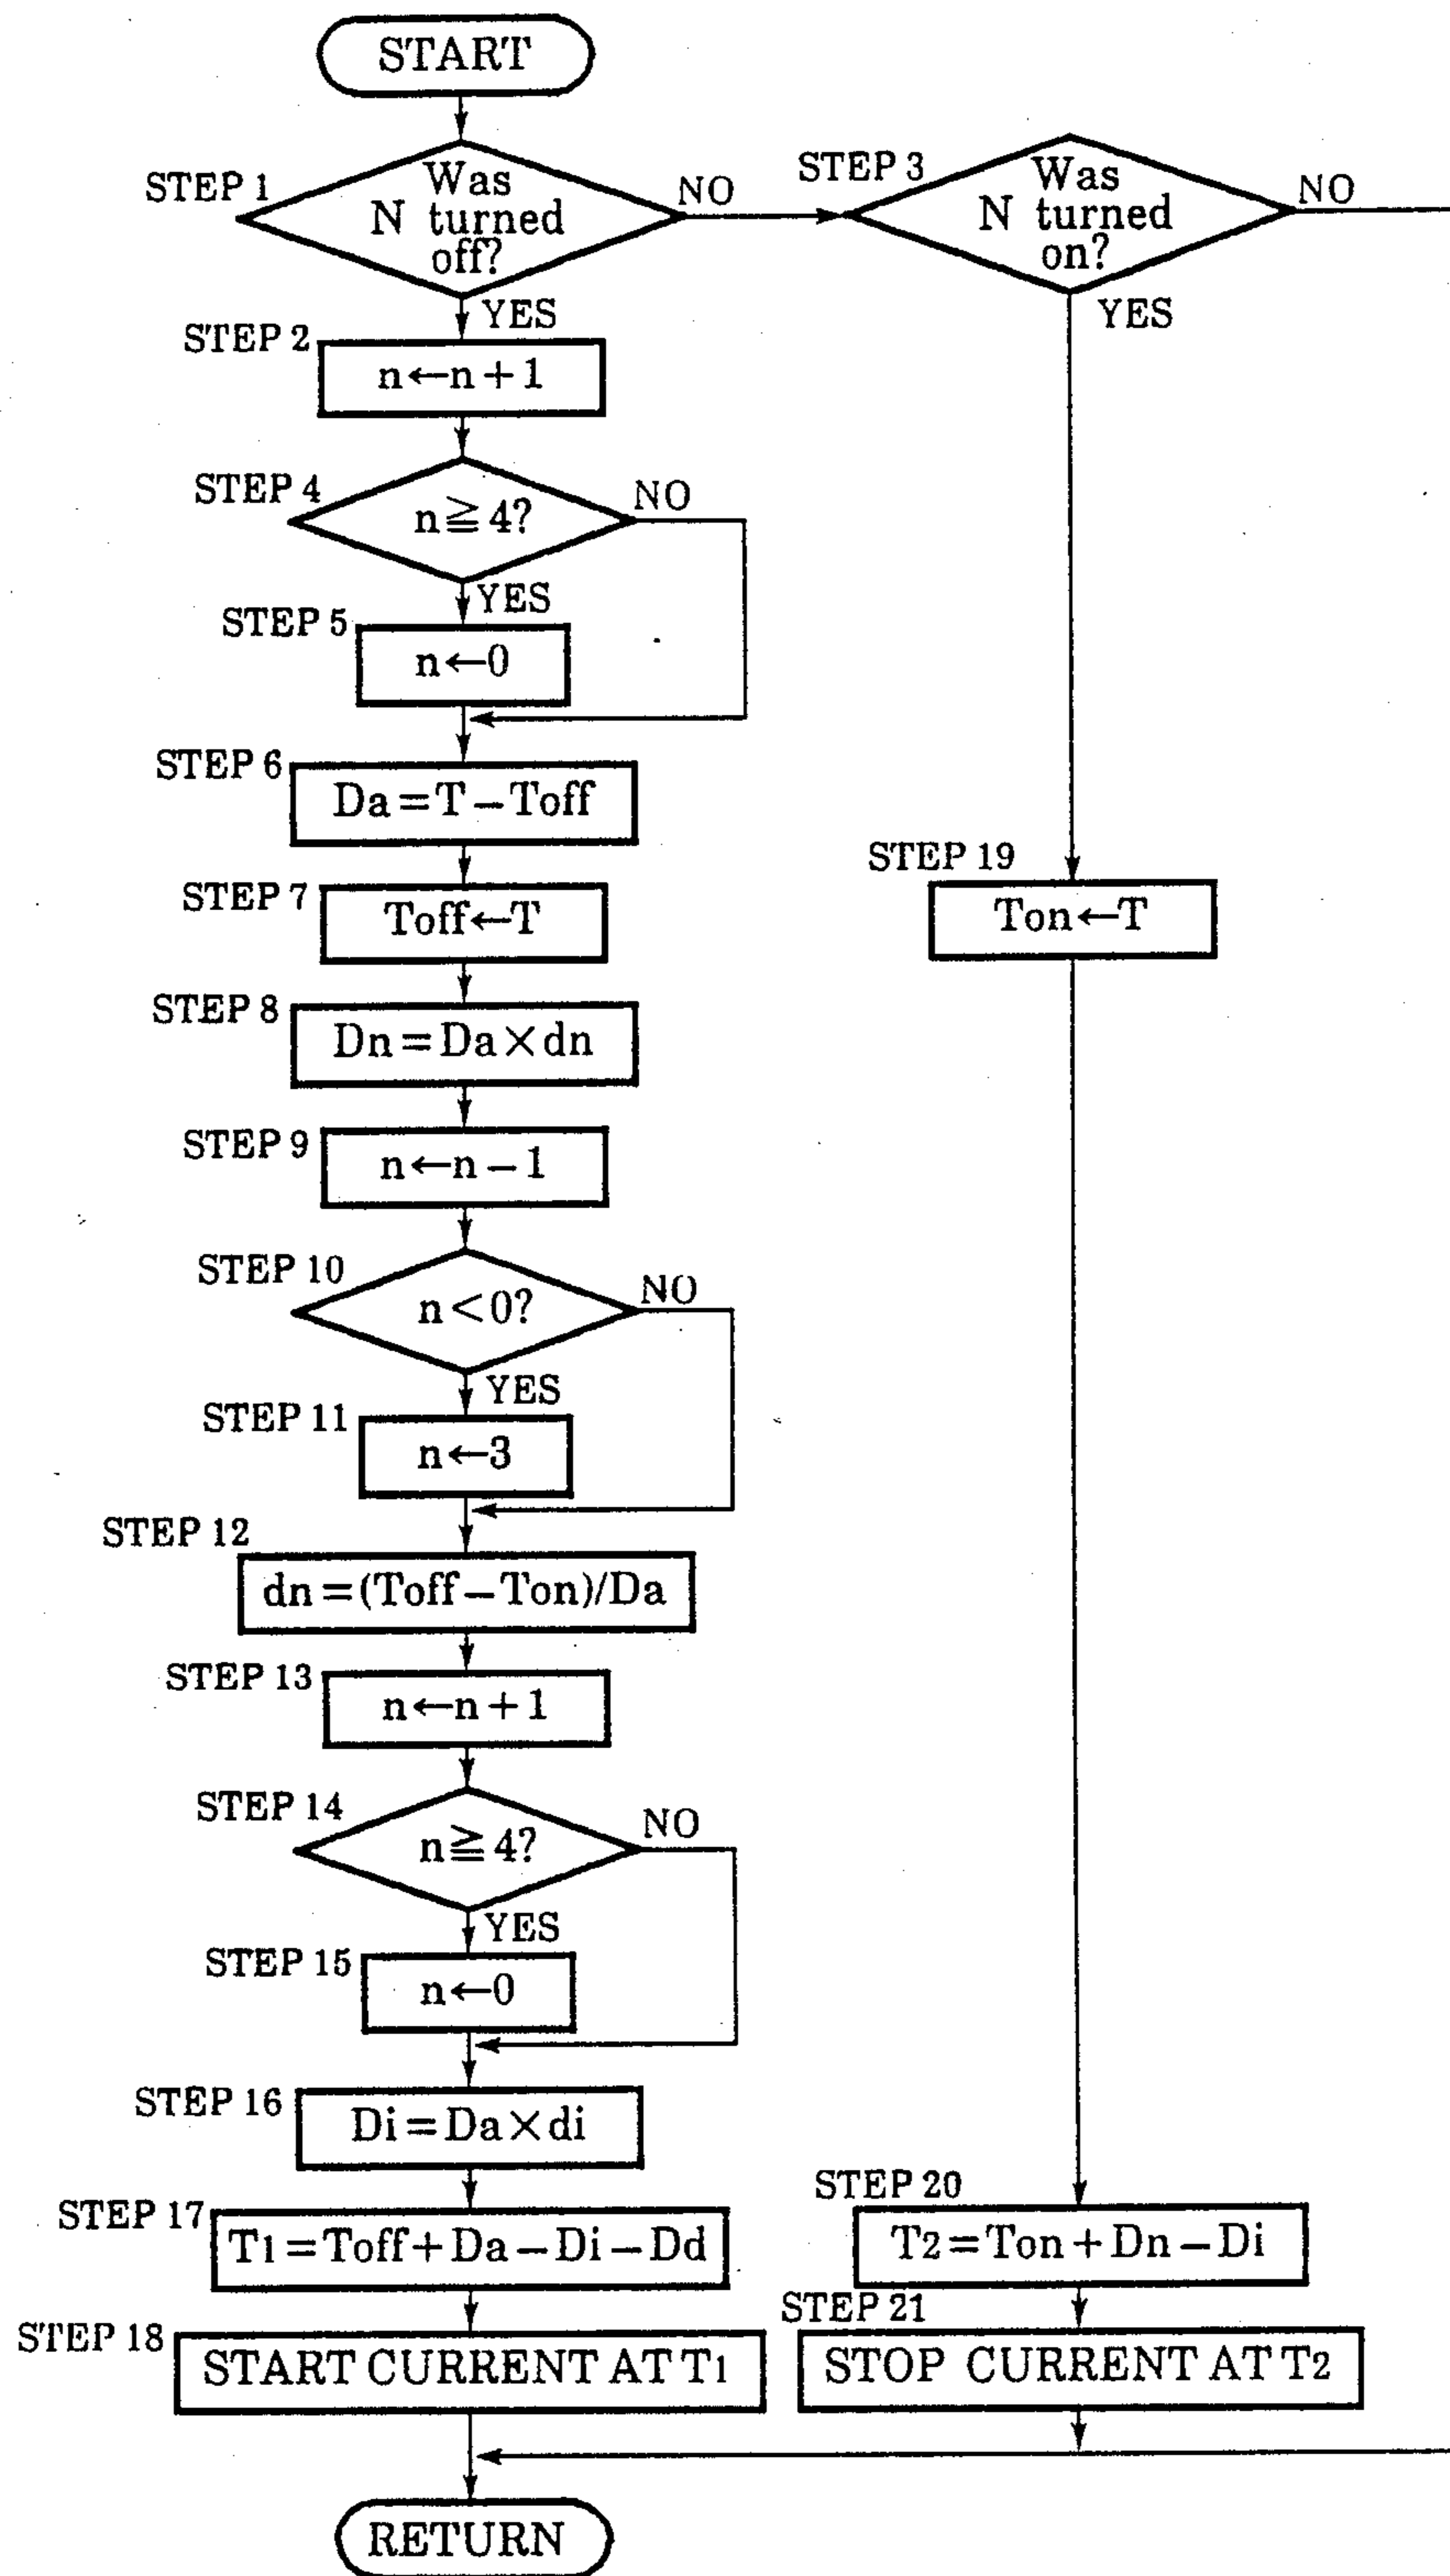 START
STEP 1
Was
N turned
off?
NO
YES
STEP 3
Was
N turned
on?
NO
YES
STEP 2
n←n+1
STEP 4
n≧4?
NO
YES
STEP 5
n←0
STEP 6
Da=T−Toff
STEP 7
Toff←T
STEP 19
Ton←T
STEP 8
Dn=Da×dn
STEP 9
n←n−1
STEP 10
n<0?
NO
YES
STEP 11
n←3
STEP 12
dn=(Toff−Ton)/Da
STEP 13
n←n+1
STEP 14
n≧4?
NO
YES
STEP 15
n←0
STEP 16
Di=Da×di
STEP 17
T1=Toff+Da−Di−Dd
STEP 20
T2=Ton+Dn−Di
STEP 18
START CURRENT AT T1
STEP 21
STOP CURRENT AT T2
RETURN